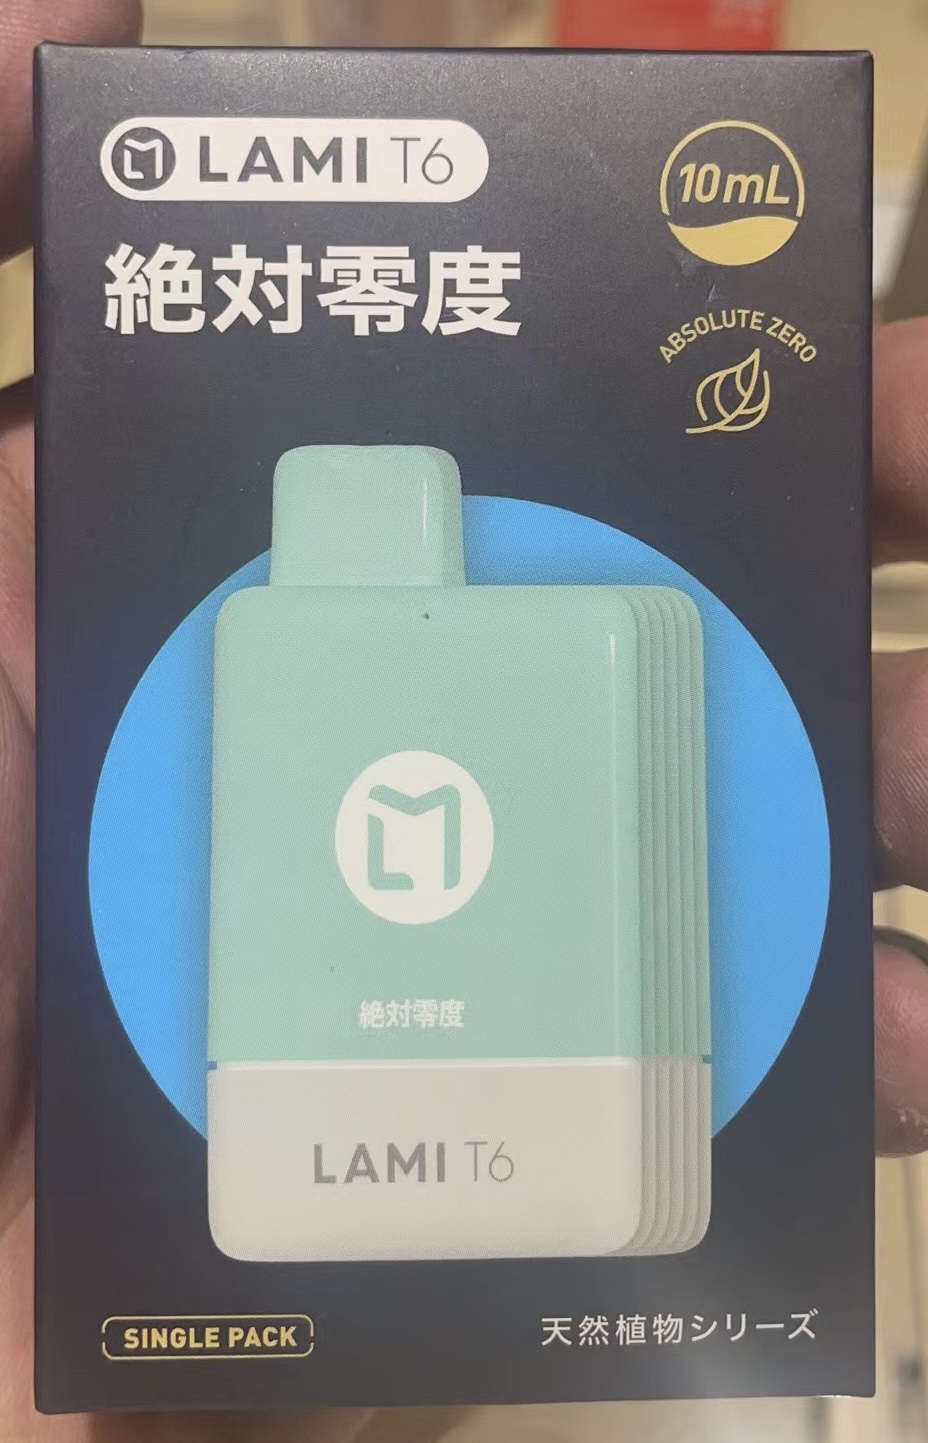 LAMI T6
10mL
絶対零度
ABSOLUTE ZERO
絶対零度
LAMI T6
SINGLE PACK
天然植物シリーズ